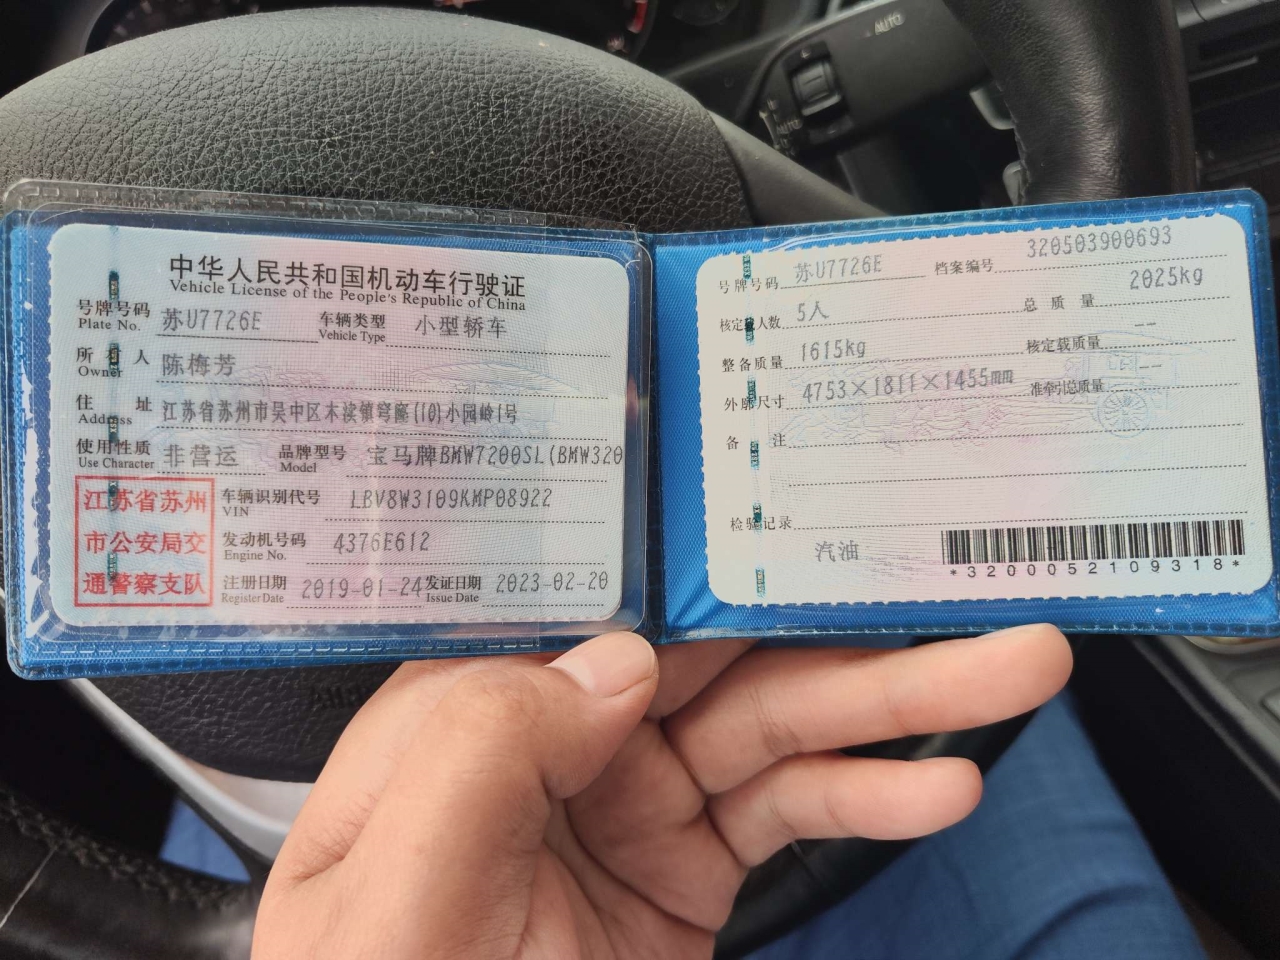 中华人民共和国机动车行驶证
Vehicle License of the People's Republic of China
号牌号码 苏U7726E 车辆类型 小型轿车
Plate No. Vehicle Type
所有人 陈梅芳
Owner
住址 江苏省苏州市吴中区木渎镇穹廊(10)小园岭1号
Address
使用性质 非营运 品牌型号 宝马牌BMW7200SL(BMW320
Use Character Model
江苏省苏州
市公安局交
通警察支队
车辆识别代号 LBV8W3109KMP08922
VIN
发动机号码 4376E612
Engine No.
注册日期 2019-01-24 发证日期 2023-02-20
Register Date Issue Date
号牌号码 苏U7726E 档案编号 320503900693
核定载人数 5人 总质量 2025kg
整备质量 1615kg 核定载质量 --
外廓尺寸 4753×1811×1455mm 准牵引总质量 --
备注
检验记录
汽油
*3200052109318*
AUTO
AUTO